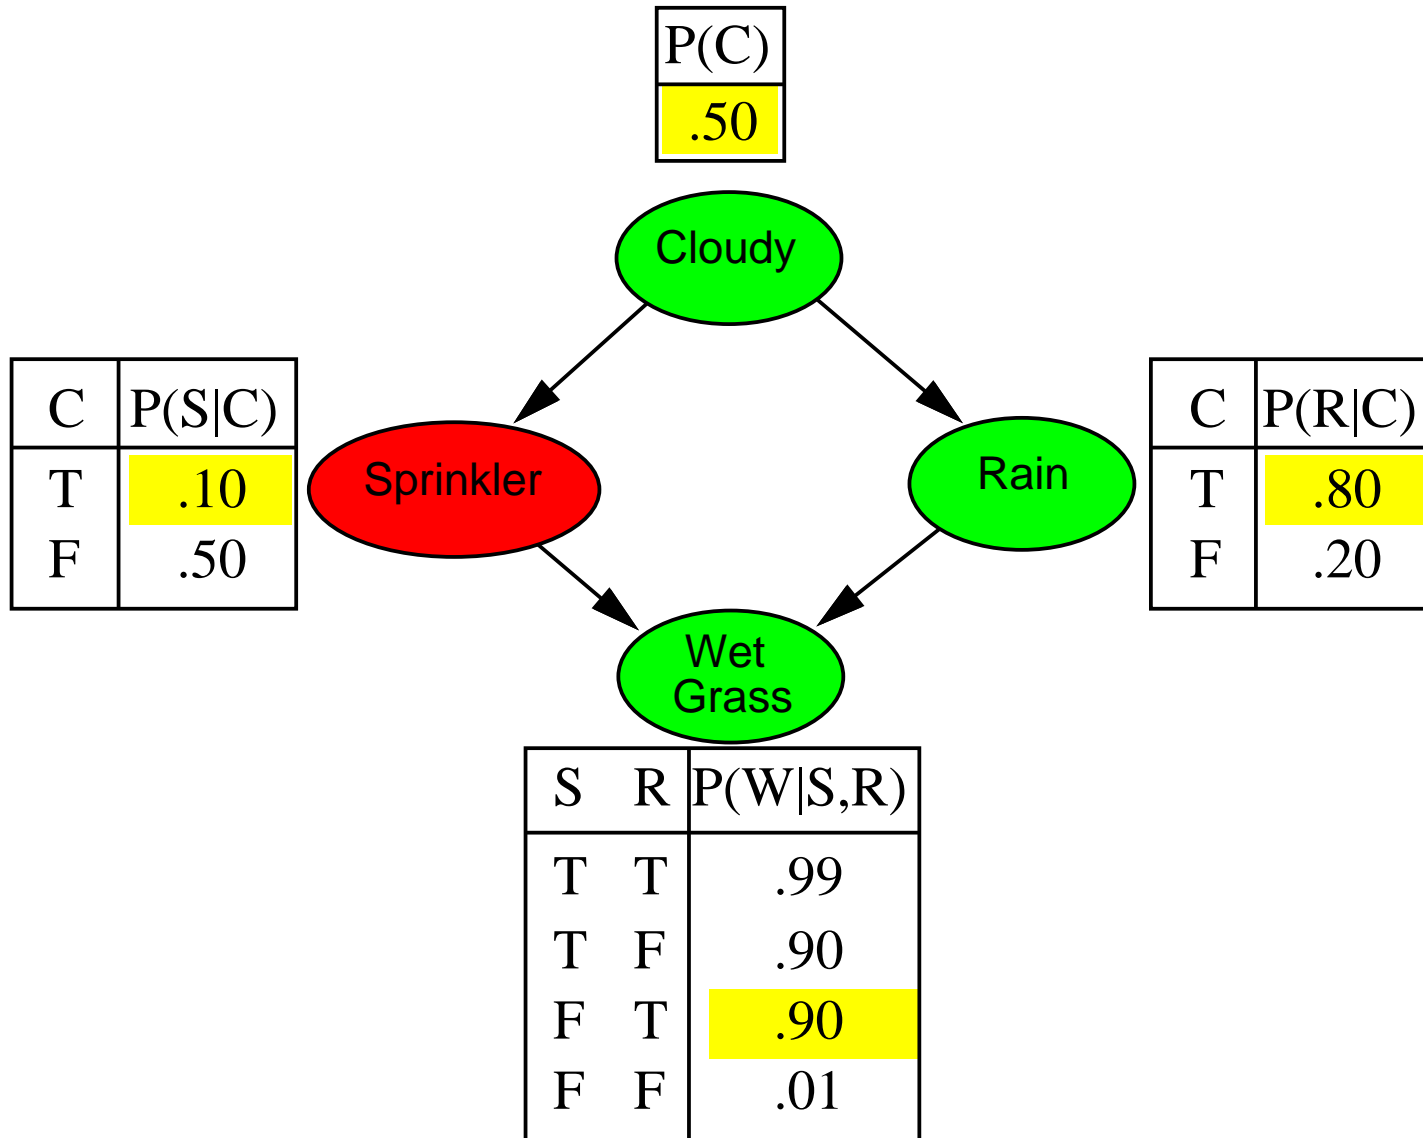 P(C)
.50
Cloudy
C P(S|C)
T .10
F .50
Sprinkler
Rain
C P(R|C)
T .80
F .20
Wet
Grass
S R P(W|S,R)
T T .99
T F .90
F T .90
F F .01